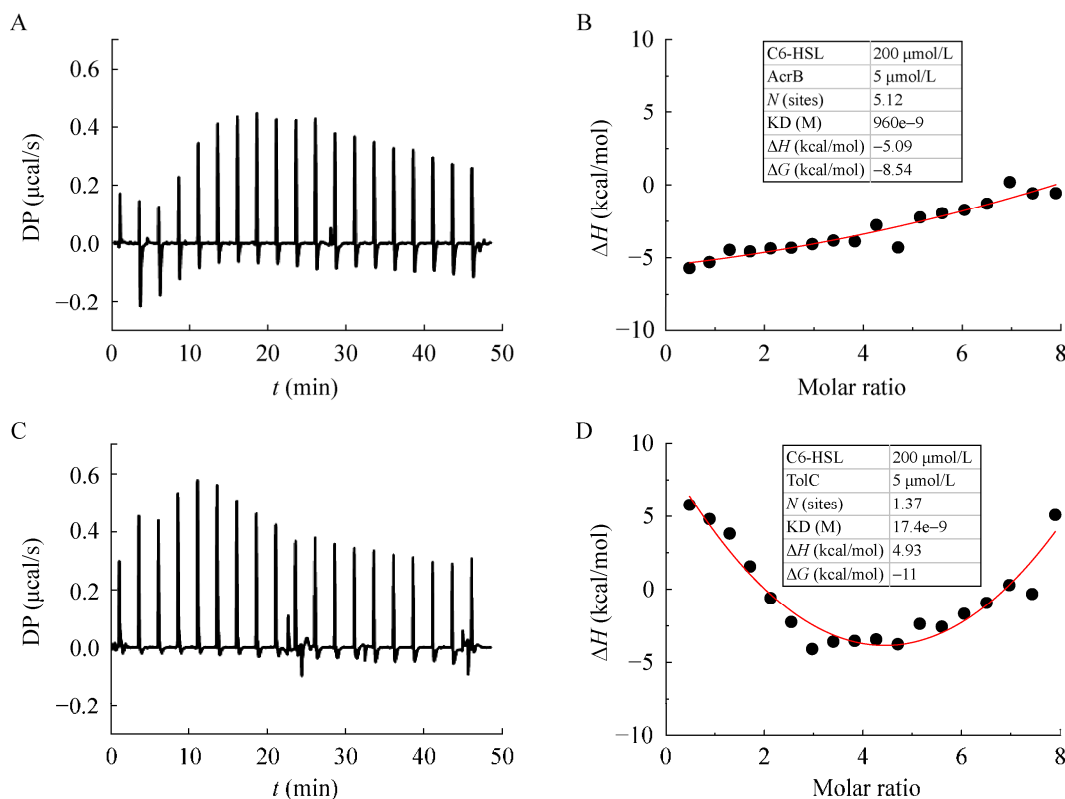 A
0.6
0.4
0.2
0.0
−0.2
DP (μcal/s)
0 10 20 30 40 50
t (min)
B
10
5
0
−5
−10
ΔH (kcal/mol)
C6-HSL 200 μmol/L
AcrB 5 μmol/L
N (sites) 5.12
KD (M) 960e−9
ΔH (kcal/mol) −5.09
ΔG (kcal/mol) −8.54
0 2 4 6 8
Molar ratio
C
0.6
0.4
0.2
0.0
−0.2
DP (μcal/s)
0 10 20 30 40 50
t (min)
D
10
5
0
−5
−10
ΔH (kcal/mol)
C6-HSL 200 μmol/L
TolC 5 μmol/L
N (sites) 1.37
KD (M) 17.4e−9
ΔH (kcal/mol) 4.93
ΔG (kcal/mol) −11
0 2 4 6 8
Molar ratio